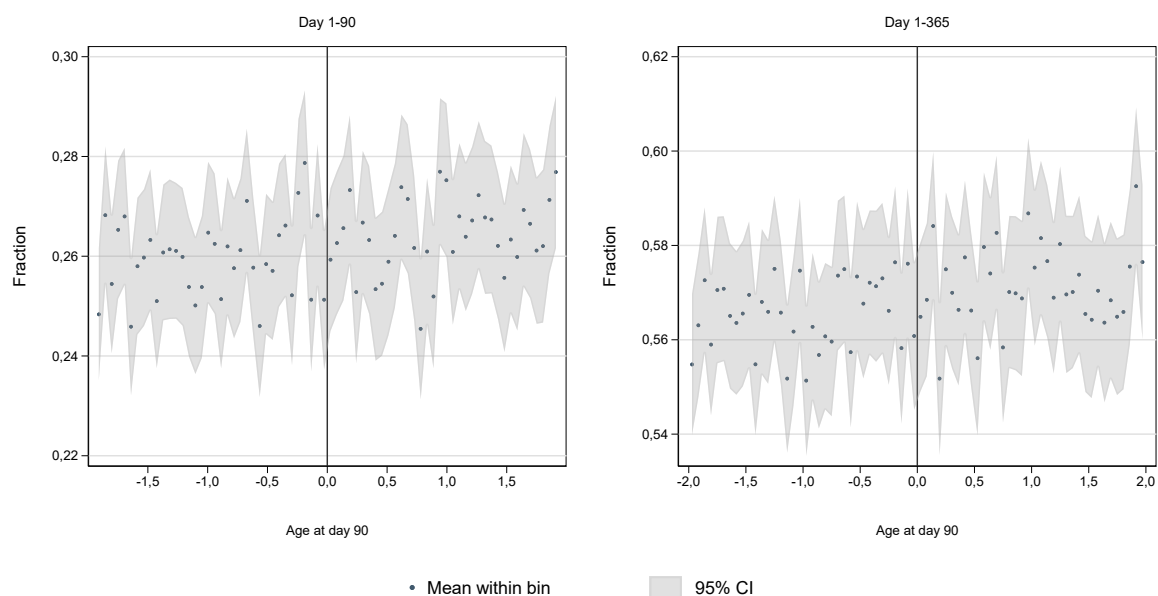 Day 1-90
Day 1-365
0,30
0,28
0,26
0,24
0,22
Fraction
-1,5 -1,0 -0,5 0,0 0,5 1,0 1,5
Age at day 90
0,62
0,60
0,58
0,56
0,54
Fraction
-2,0 -1,5 -1,0 -0,5 0,0 0,5 1,0 1,5 2,0
Age at day 90
Mean within bin
95% CI